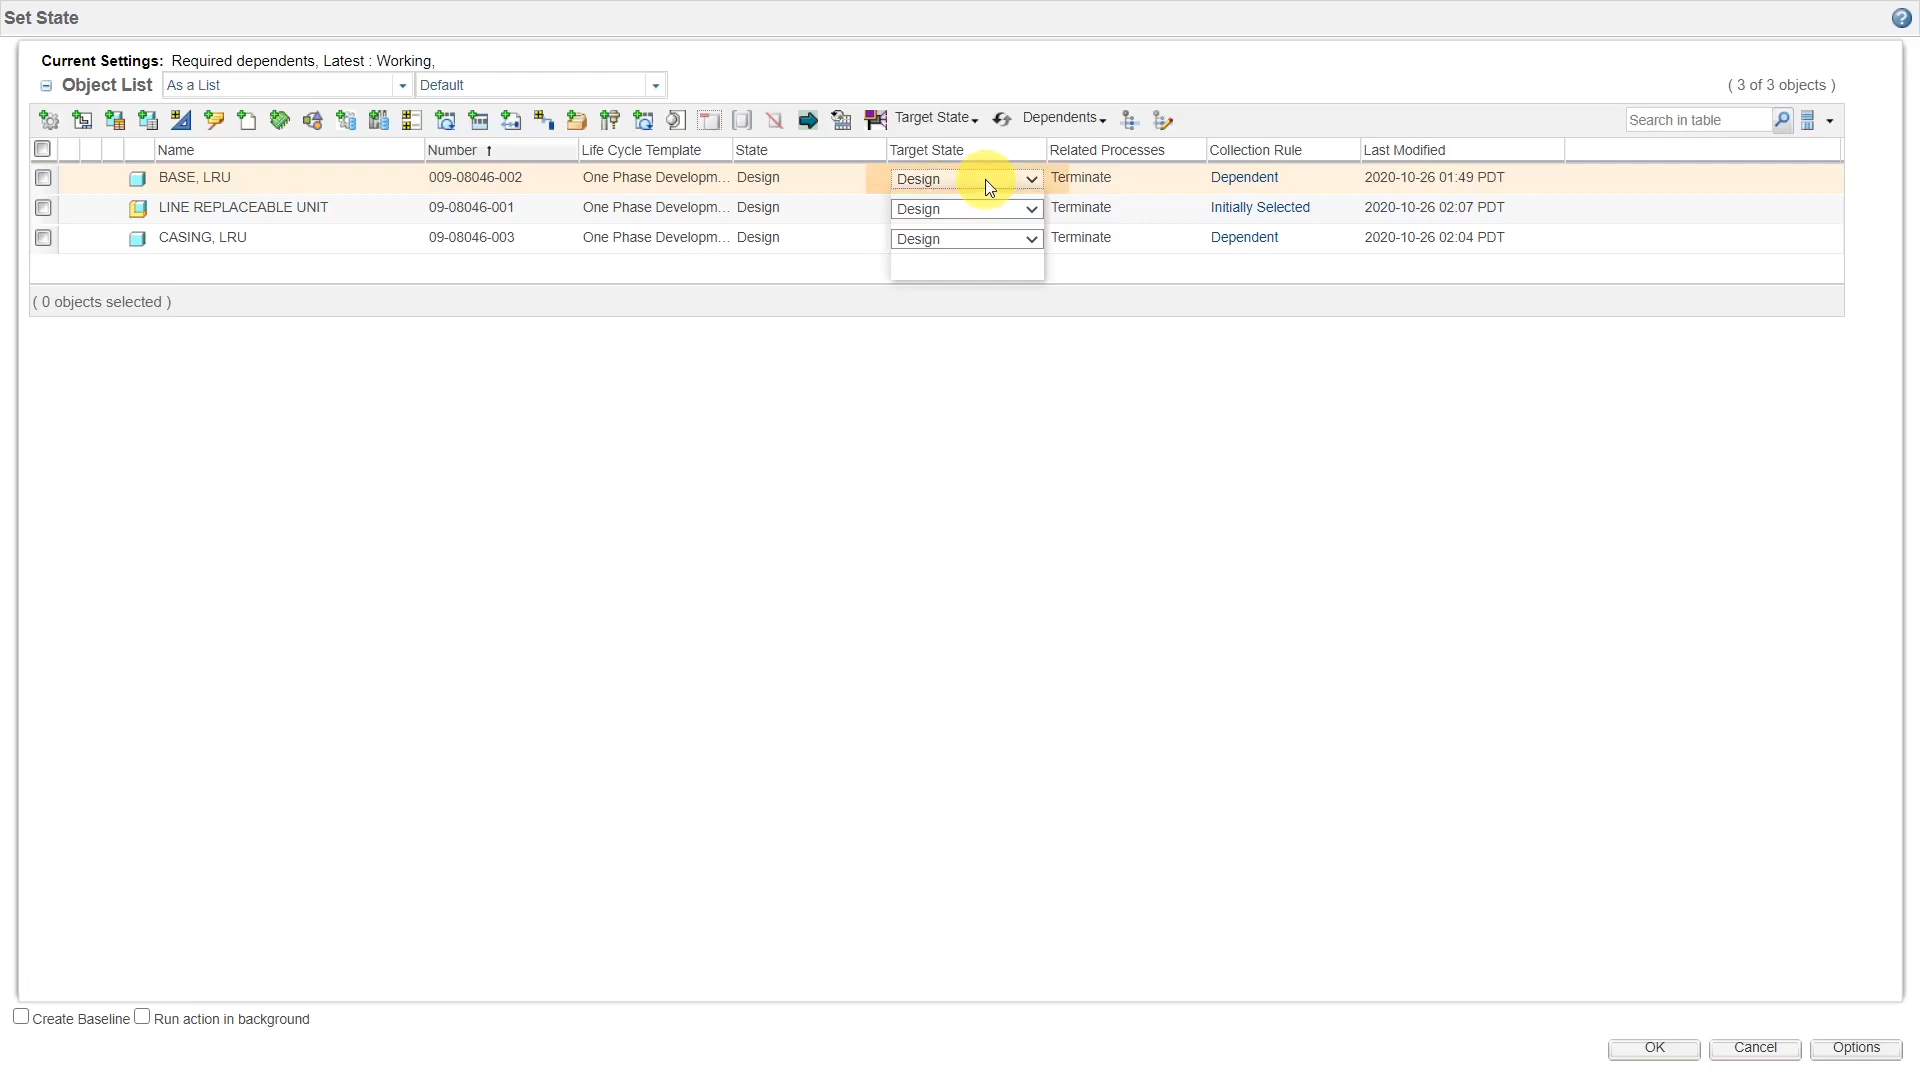 Set State
Current Settings: Required dependents, Latest : Working,
Object List As a List Default ( 3 of 3 objects )
Target State Dependents Search in table
Name Number Life Cycle Template State Target State Related Processes Collection Rule Last Modified
BASE, LRU 009-08046-002 One Phase Developm... Design Design Terminate Dependent 2020-10-26 01:49 PDT
LINE REPLACEABLE UNIT 09-08046-001 One Phase Developm... Design Design Terminate Initially Selected 2020-10-26 02:07 PDT
CASING, LRU 09-08046-003 One Phase Developm... Design Design Terminate Dependent 2020-10-26 02:04 PDT
( 0 objects selected )
Create Baseline Run action in background
OK Cancel Options